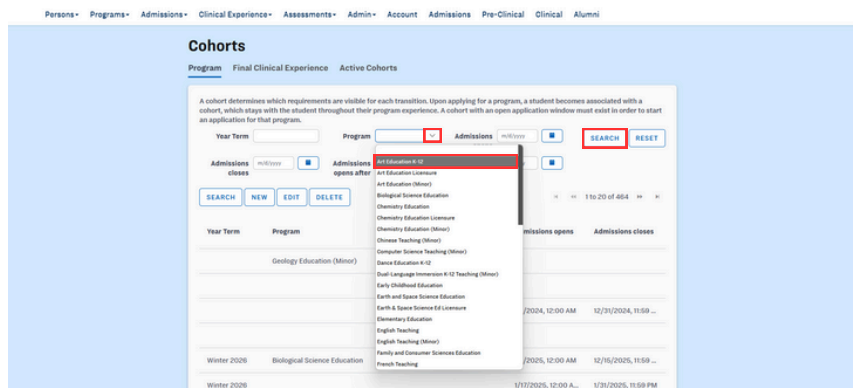 Persons Programs Admissions Clinical Experience Assessments Admin Account Admissions Pre-Clinical Clinical Alumni
Cohorts
Program Final Clinical Experience Active Cohorts
A cohort determines which requirements are visible for each transition. Upon applying for a program, a student becomes associated with a
cohort, which stays with the student throughout their program experience. A cohort with an open application window must exist in order to start
an application for that program.
Year Term Program Admissions m/d/yyyy SEARCH RESET
Admissions closes m/d/yyyy Admissions opens after
Art Education K-12
Art Education Licensure
Art Education (Minor)
Biological Science Education
Chemistry Education
Chemistry Education Licensure
Chemistry Education (Minor)
Chinese Teaching (Minor)
Computer Science Teaching (Minor)
Dance Education K-12
Dual-Language Immersion K-12 Teaching (Minor)
Early Childhood Education
Earth and Space Science Education
Earth & Space Science Ed Licensure
Elementary Education
English Teaching
English Teaching (Minor)
Family and Consumer Sciences Education
French Teaching
SEARCH NEW EDIT DELETE 1 to 20 of 464
Year Term Program missions opens Admissions closes
Geology Education (Minor)
/2024, 12:00 AM 12/31/2024, 11:59 ...
Winter 2026 Biological Science Education /2025, 12:00 AM 12/15/2025, 11:59 ...
Winter 2026 1/17/2025, 12:00 A... 1/31/2025, 11:59 PM